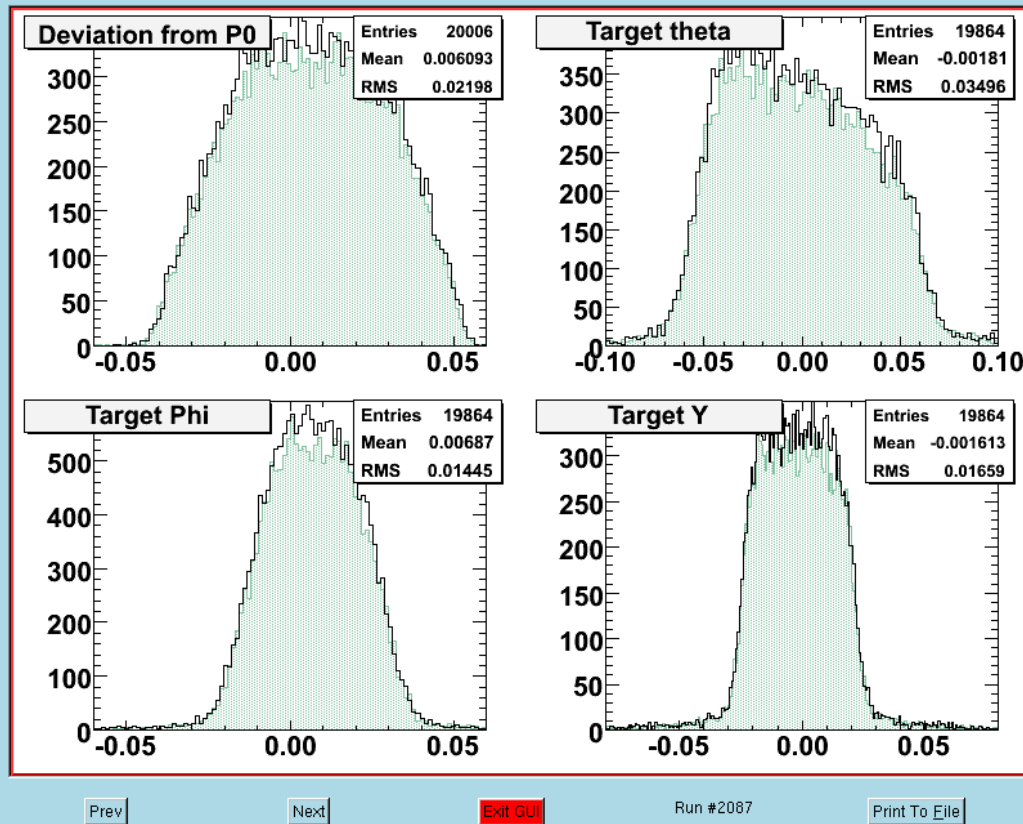 Deviation from P0
Entries 20006
Mean 0.006093
RMS 0.02198
300
250
200
150
100
50
0
-0.05 0.00 0.05
Target theta
Entries 19864
Mean -0.00181
RMS 0.03496
350
300
250
200
150
100
50
0
-0.10 -0.05 0.00 0.05 0.10
Target Phi
Entries 19864
Mean 0.00687
RMS 0.01445
500
400
300
200
100
0
-0.05 0.00 0.05
Target Y
Entries 19864
Mean -0.001613
RMS 0.01659
300
250
200
150
100
50
0
-0.05 0.00 0.05
Prev Next Exit GUI Run #2087 Print To File